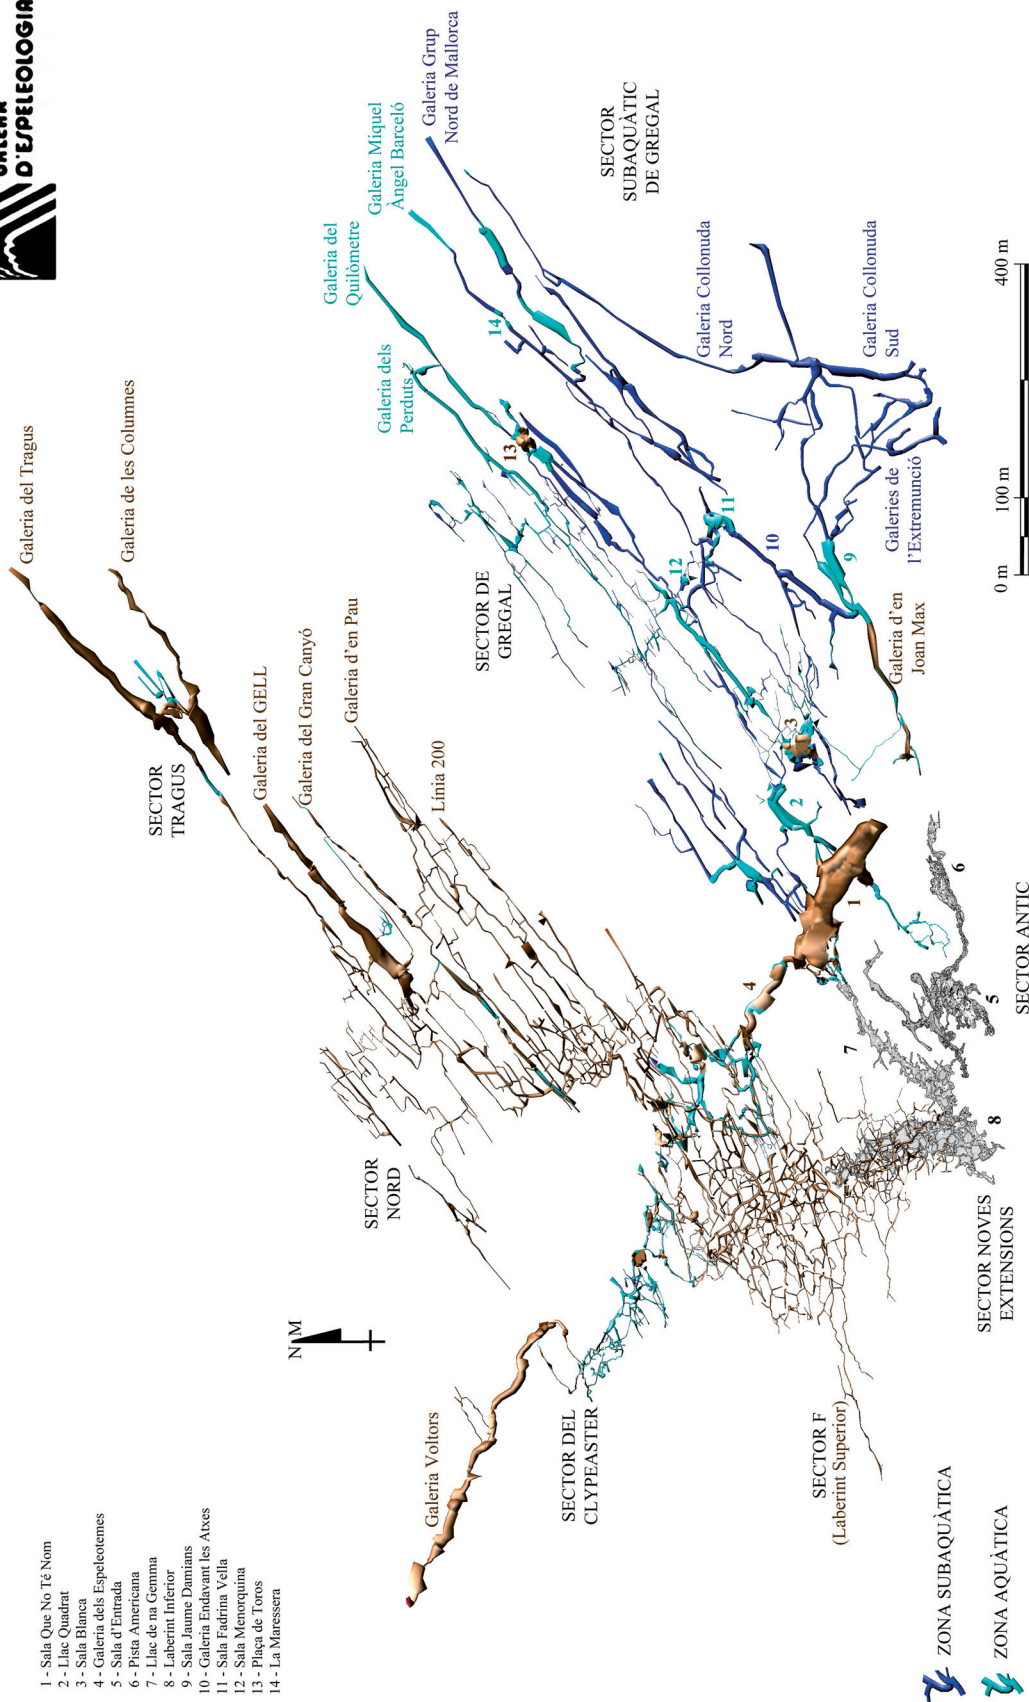 D'ESPELEOLOGIA
1 - Sala Que No Té Nom
2 - Llac Quadrat
3 - Sala Blanca
4 - Galeria dels Espeleotemes
5 - Sala d'Entrada
6 - Pista Americana
7 - Llac de na Gemma
8 - Laberint Inferior
9 - Sala Jaume Damians
10 - Galeria Endavant les Atxes
11 - Sala Fadrina Vella
12 - Sala Menorquina
13 - Plaça de Toros
14 - La Maressera
Galeria del Tragus
Galeria de les Columnes
SECTOR
TRAGUS
Galeria del GELL
Galeria del Gran Canyó
Galeria d'en Pau
Línia 200
SECTOR
NORD
NM
Galeria Voltors
SECTOR DEL
CLYPEASTER
SECTOR F
(Laberint Superior)
Galeria del
Quilòmetre
Galeria Miquel
Àngel Barceló
Galeria Grup
Nord de Mallorca
Galeria dels
Perduts
SECTOR DE
GREGAL
SECTOR
SUBAQUÀTIC
DE GREGAL
Galeria Collonuda
Nord
Galeria Collonuda
Sud
Galeries de
l'Extremunció
Galeria d'en
Joan Max
14
13
12
11
10
9
3
2
1
4
6
5
7
8
SECTOR ANTIC
SECTOR NOVES
EXTENSIONS
0 m
100 m
400 m
ZONA SUBAQUÀTICA
ZONA AQUÀTICA